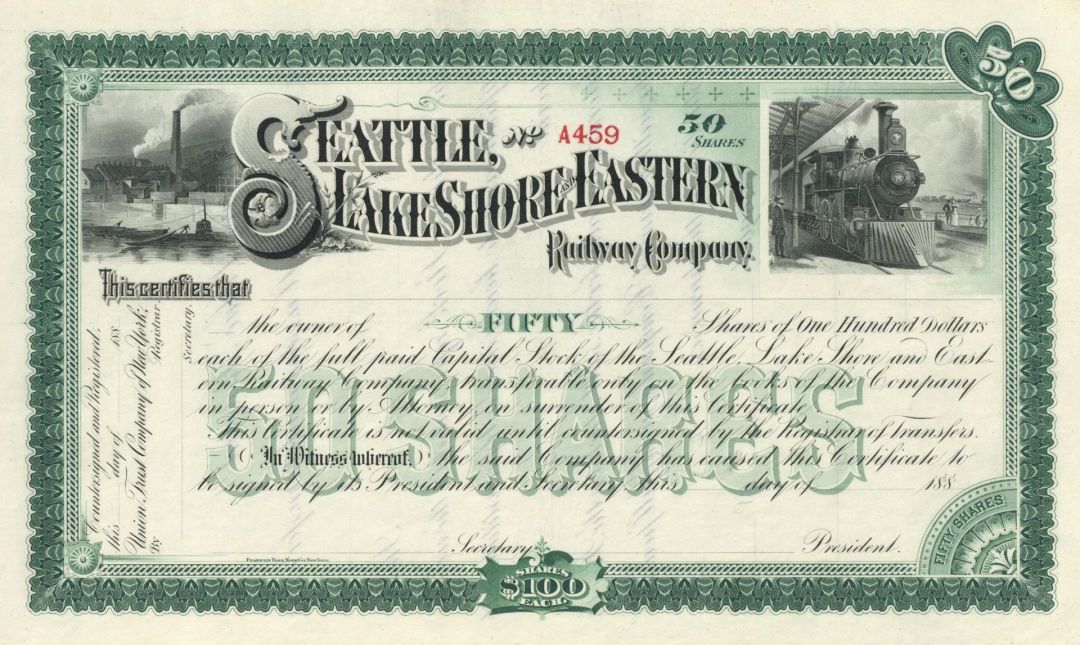 50
SEATTLE,
No A459
50
SHARES
LAKE SHORE AND EASTERN
Railway Company.
This certifies that
the owner of FIFTY Shares of One Hundred Dollars
each of the full paid Capital Stock of the Seattle, Lake Shore and East-
ern Railway Company, transferable only on the books of the Company
in person or by Attorney, on surrender of this Certificate.
This Certificate is not valid until countersigned by the Registrar of Transfers.
In Witness whereof, the said Company has caused this Certificate to
be signed by its President and Secretary this day of 188
50 SHARES
Secretary.
President.
Countersigned and Registered,
this day of 188
Union Trust Company of New York,
Registrar
By Secretary.
FRANKLIN BANK NOTE CO. NEW YORK.
SHARES
$100
EACH
FIFTY SHARES